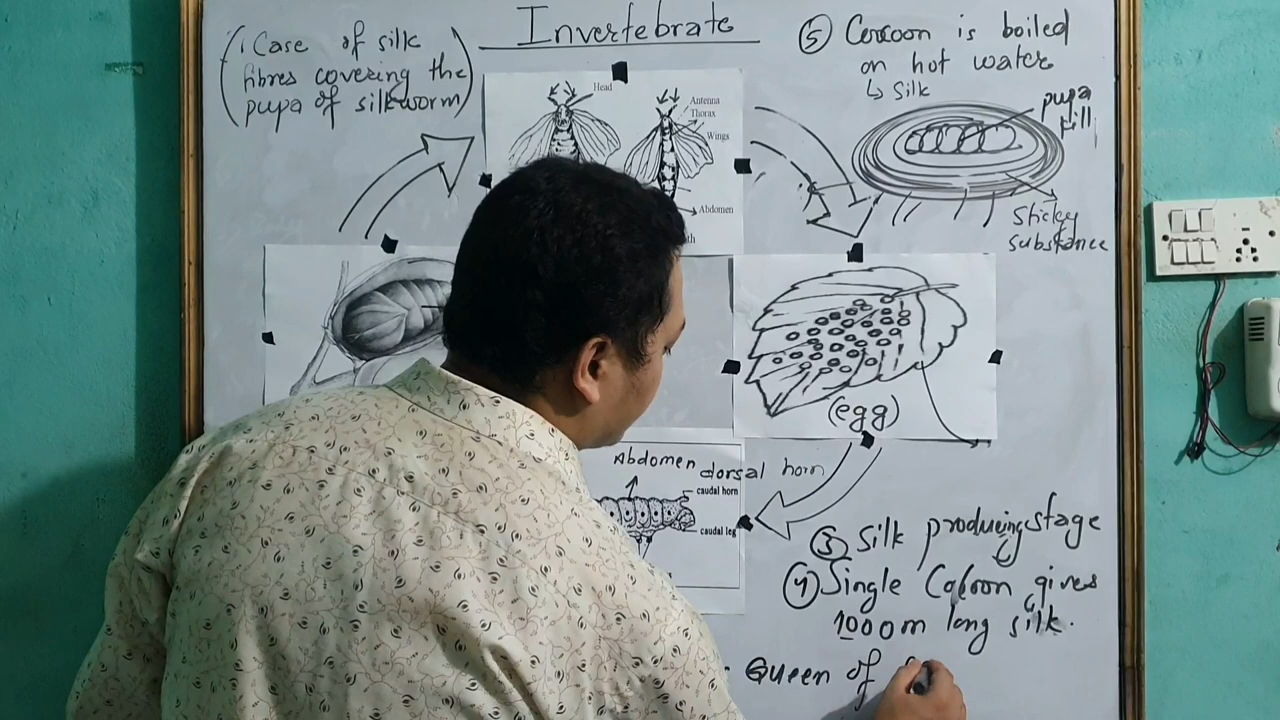 Invertebrate
(Case of silk
fibres covering the
pupa of silkworm)
⑤ Cocoon is boiled
on hot water
↳ Silk
pupa
Sticky
substance
Head
Antenna
Thorax
Wings
Abdomen
(egg)
Abdomen
dorsal horn
caudal horn
caudal leg
③ Silk producing stage
④ Single Cocoon gives
1000m long silk.
Queen of